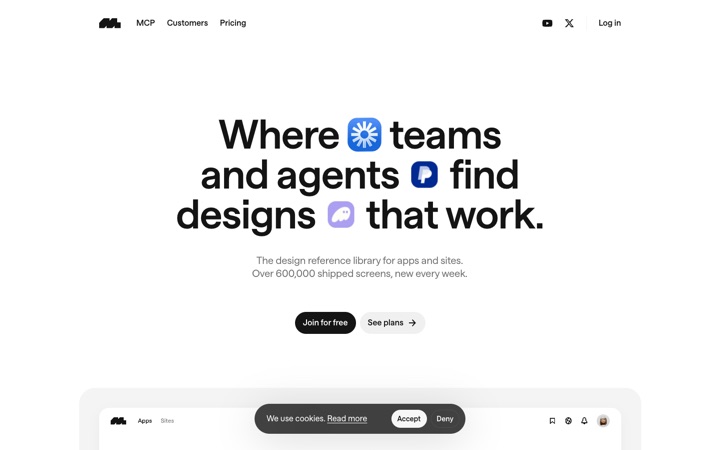 MCP Customers Pricing Log in
Where teams
and agents find
designs that work.
The design reference library for apps and sites.
Over 600,000 shipped screens, new every week.
Join for free See plans
We use cookies. Read more Accept Deny
Apps Sites